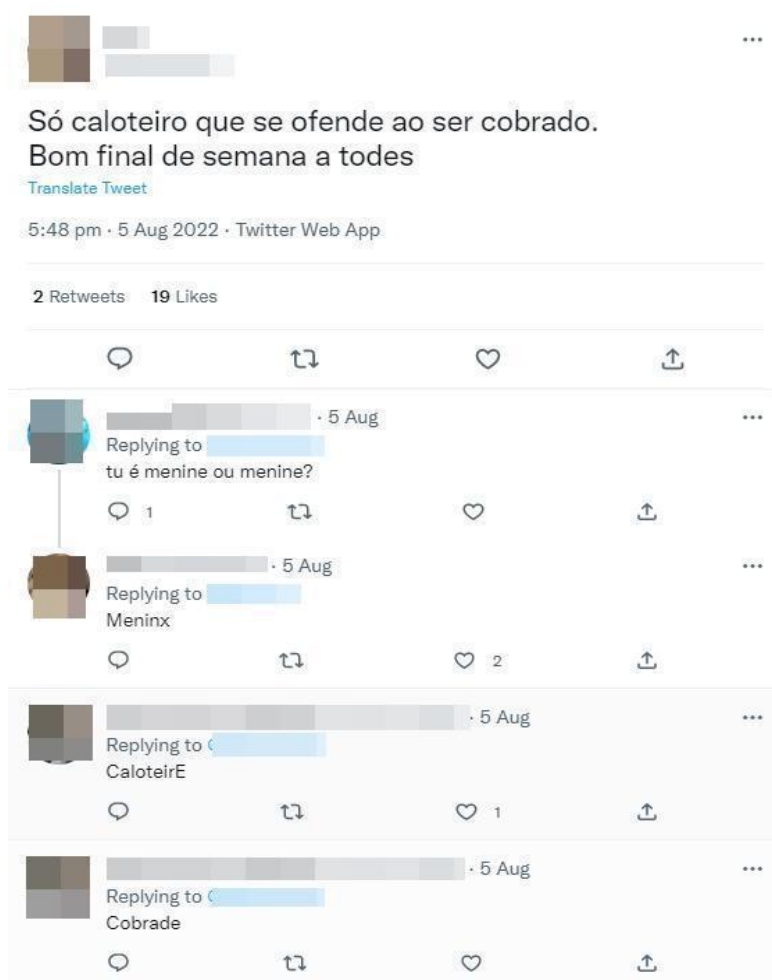 Só caloteiro que se ofende ao ser cobrado.
Bom final de semana a todes
Translate Tweet
5:48 pm · 5 Aug 2022 · Twitter Web App
2 Retweets 19 Likes
· 5 Aug
Replying to
tu é menine ou menine?
1
· 5 Aug
Replying to
Meninx
2
· 5 Aug
Replying to
CaloteirE
1
· 5 Aug
Replying to
Cobrade